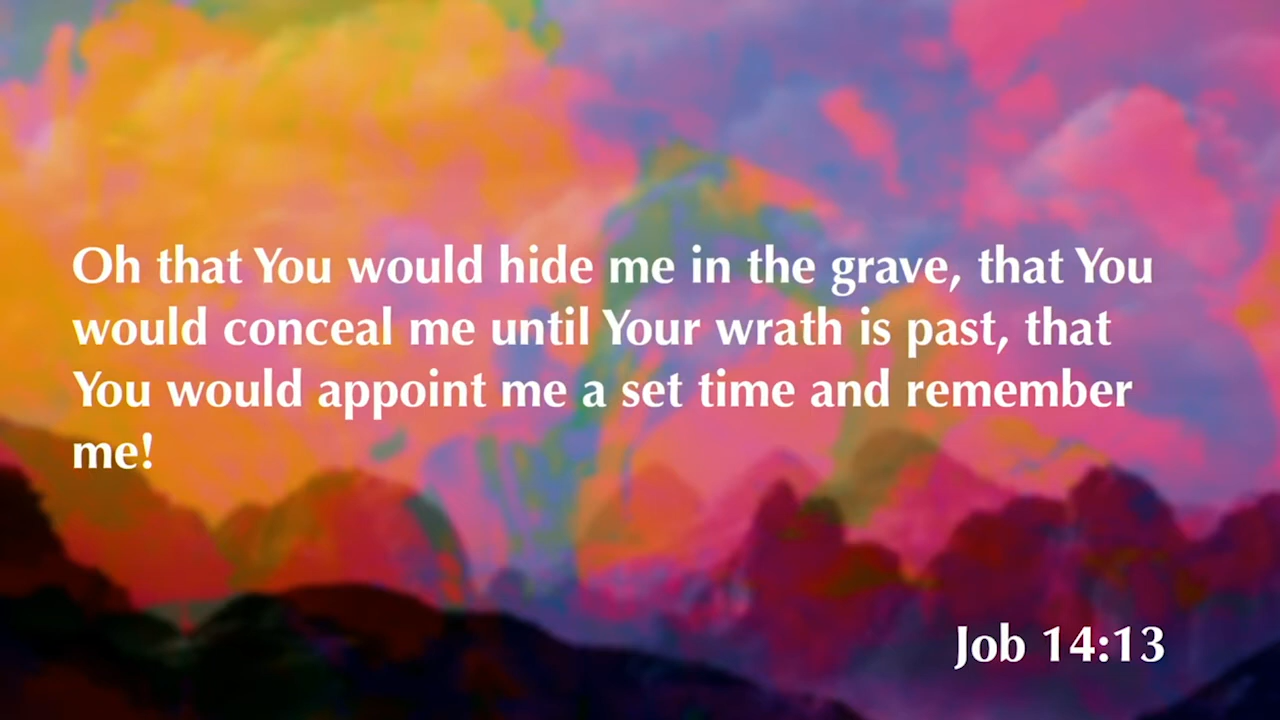 Oh that You would hide me in the grave, that You
would conceal me until Your wrath is past, that
You would appoint me a set time and remember
me!
Job 14:13